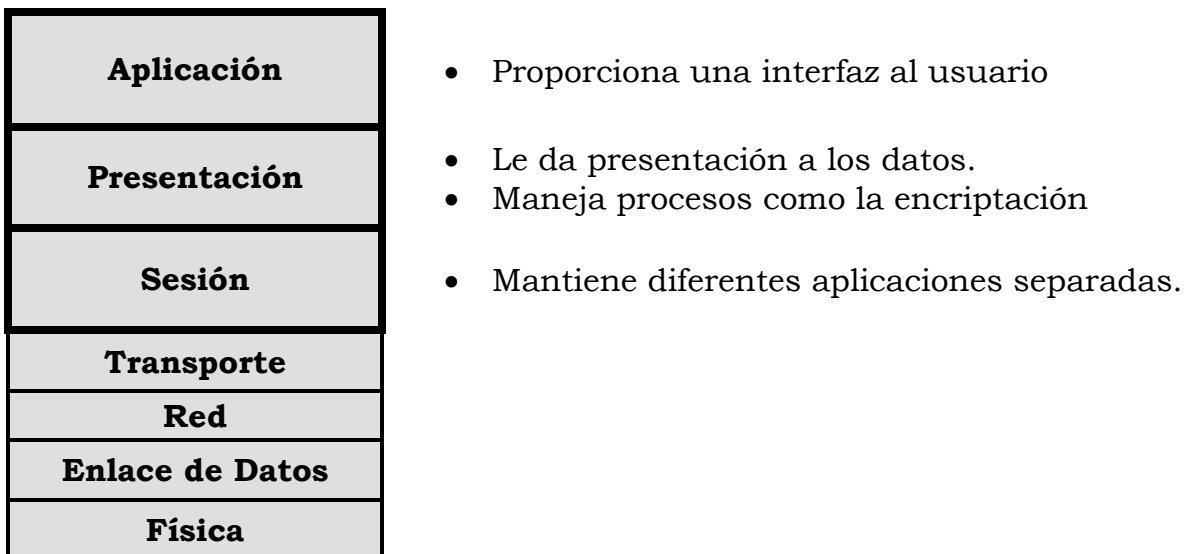 Aplicación
• Proporciona una interfaz al usuario
Presentación
• Le da presentación a los datos.
• Maneja procesos como la encriptación
Sesión
• Mantiene diferentes aplicaciones separadas.
Transporte
Red
Enlace de Datos
Física